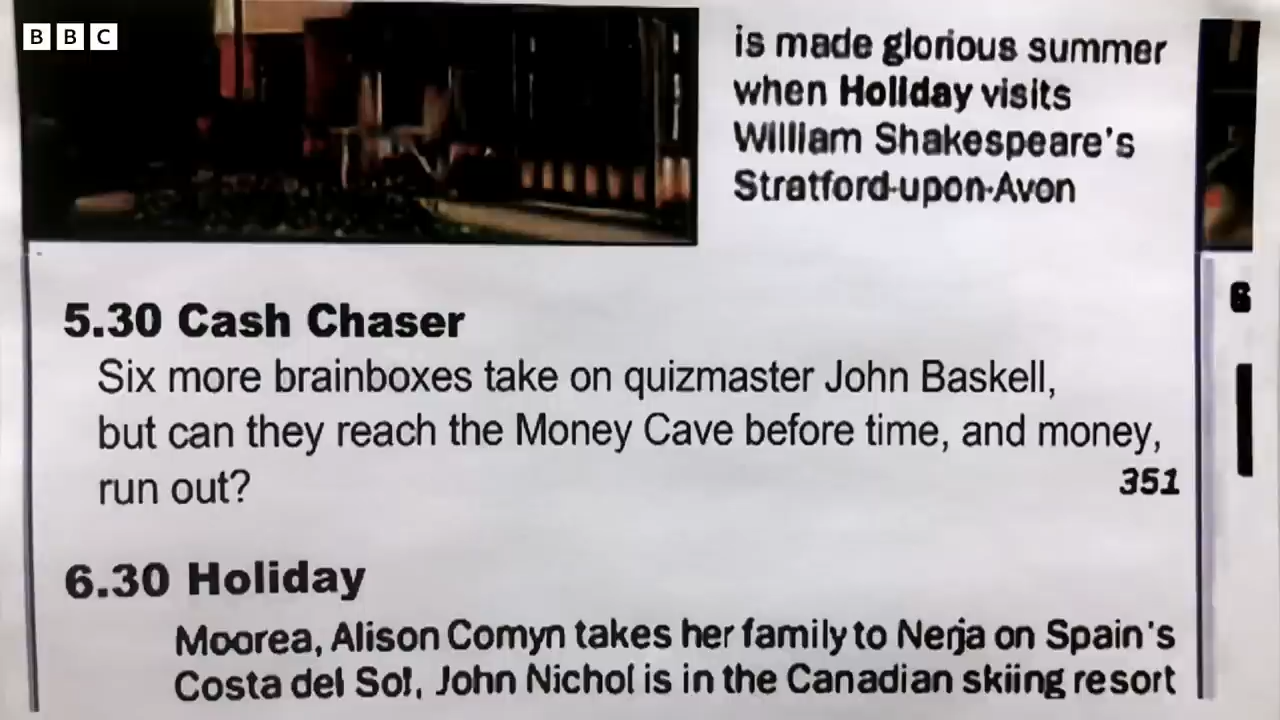 BBC
is made glorious summer
when Holiday visits
William Shakespeare's
Stratford-upon-Avon
5.30 Cash Chaser
Six more brainboxes take on quizmaster John Baskell,
but can they reach the Money Cave before time, and money,
run out?
351
6.30 Holiday
Moorea, Alison Comyn takes her family to Nerja on Spain's
Costa del Sol, John Nichol is in the Canadian skiing resort
6